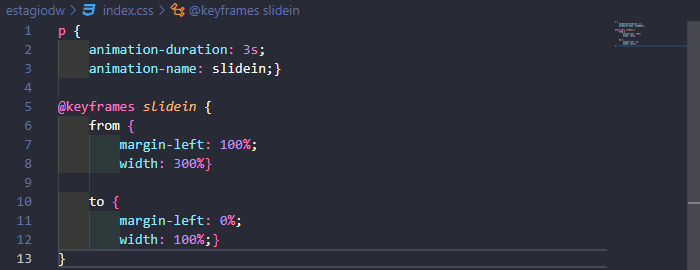 estagiodw > index.css > @keyframes slidein
1 p {
2 animation-duration: 3s;
3 animation-name: slidein;}
4
5 @keyframes slidein {
6 from {
7 margin-left: 100%;
8 width: 300%}
9
10 to {
11 margin-left: 0%;
12 width: 100%;}
13 }